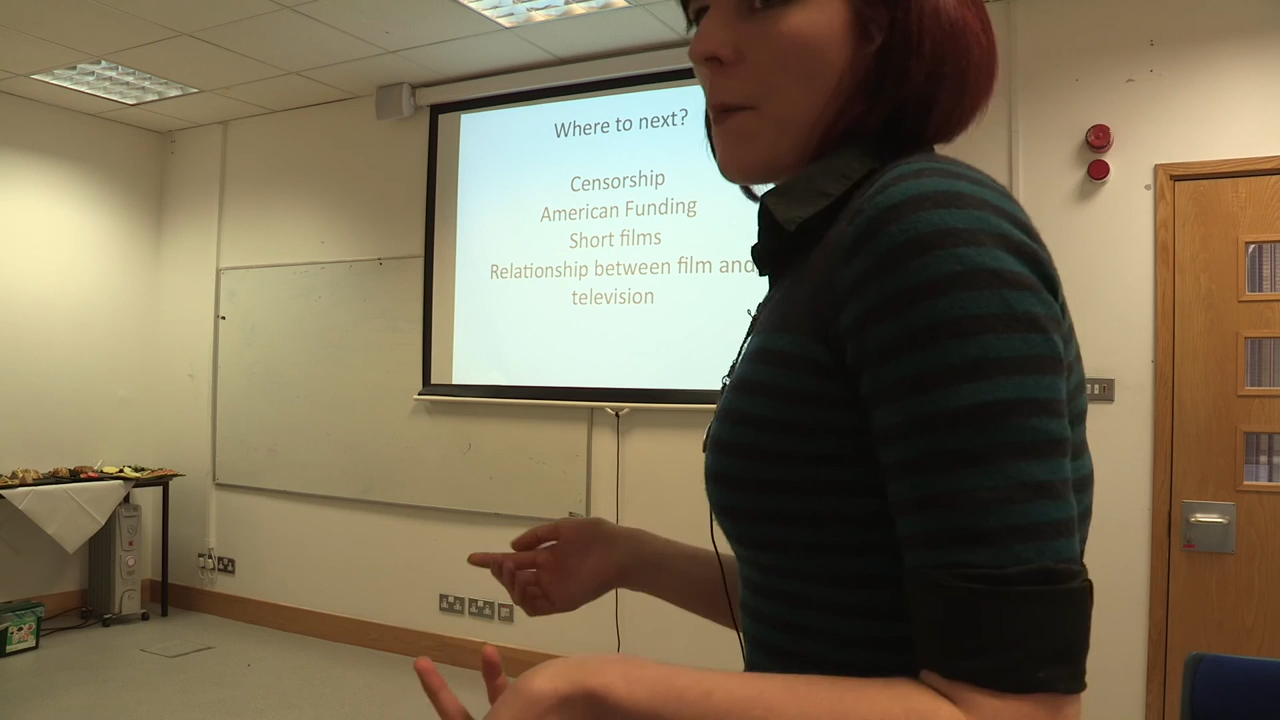 Where to next?
Censorship
American Funding
Short films
Relationship between film and
television